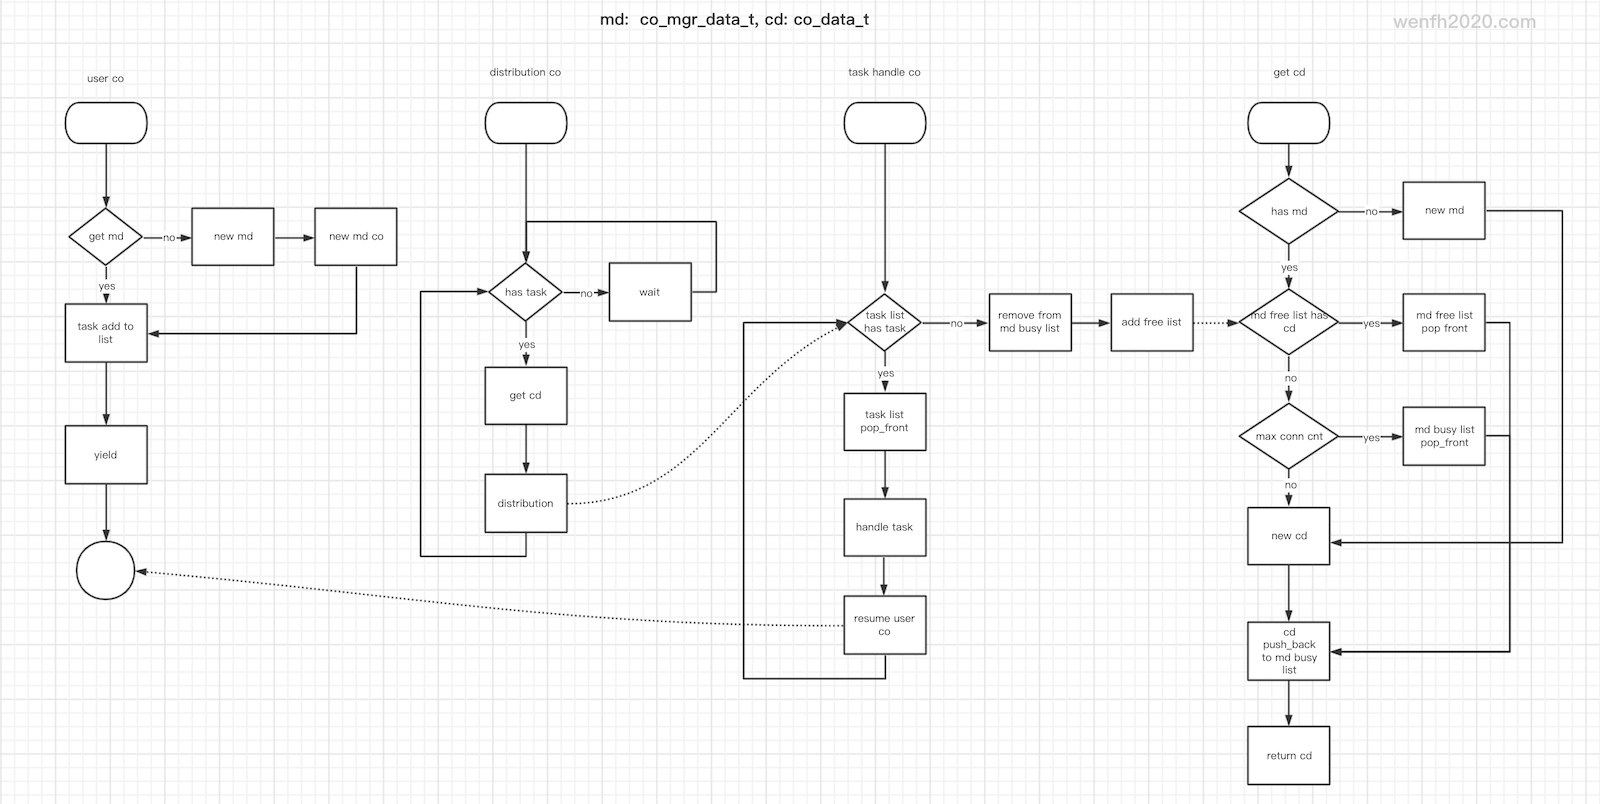 md: co_mgr_data_t, cd: co_data_t
wenfh2020.com
user co
get md
no
new md
new md co
yes
task add to
list
yield
distribution co
has task
no
wait
yes
get cd
distribution
task handle co
task list
has task
no
remove from
md busy list
add free list
yes
task list
pop_front
handle task
resume user
co
get cd
has md
no
new md
yes
md free list has
cd
yes
md free list
pop front
no
max conn cnt
yes
md busy list
pop_front
no
new cd
cd
push_back
to md busy
list
return cd